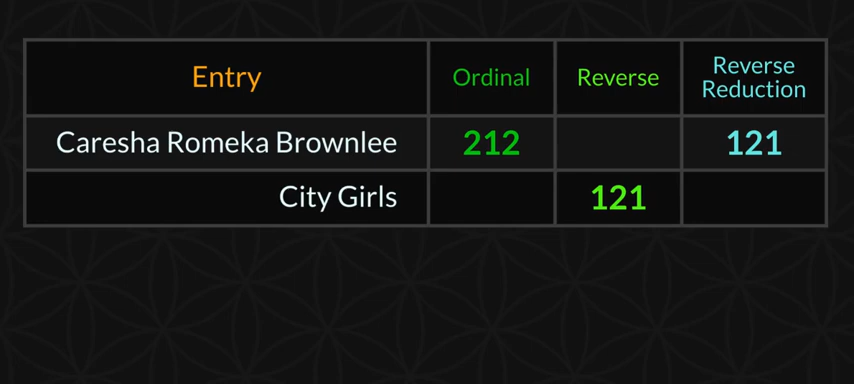 Entry Ordinal Reverse Reverse Reduction
Caresha Romeka Brownlee 212 121
City Girls 121